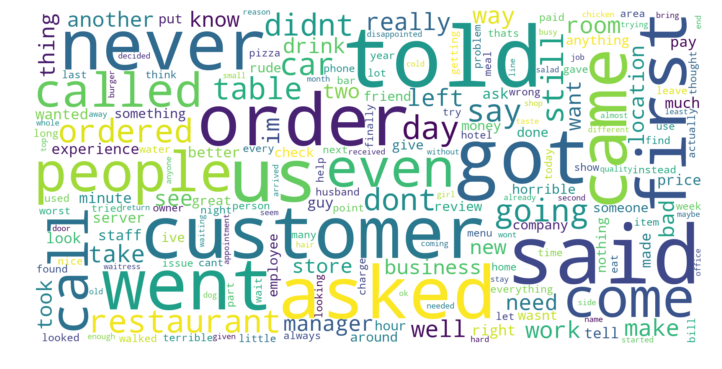 another put know didnt really way thing reason chicken area bring end
never told drink car room anything trying paid busy thats
disappointed getting problem year pizza last decided think rude lot phone bar meal cold job pay
called table two friend left ask wrong gave leave thought
burger small month line salad still came first
wanted something order day say want location much
ordered im try finally shop taste almost least
long whole top away money hotel done different use actually
experience water better every check next received without give today find
people us even got show quality instead price
used anyone see great arrived help husband horrible
minute dont going someone bad week maybe
worst tried return owner night person guy point review girl already second nothing to item
door server seem customer company made
look staff ive waiting appointment hair many coming menu wont new time eat said
call take issue cant employee store business home stay everything office
nice waitress went dog part wait looking charge ok needed need come
found took old asked let side name
restaurant manager hour well right wasnt work tell make bill
looked enough walked terrible given little always around hard started